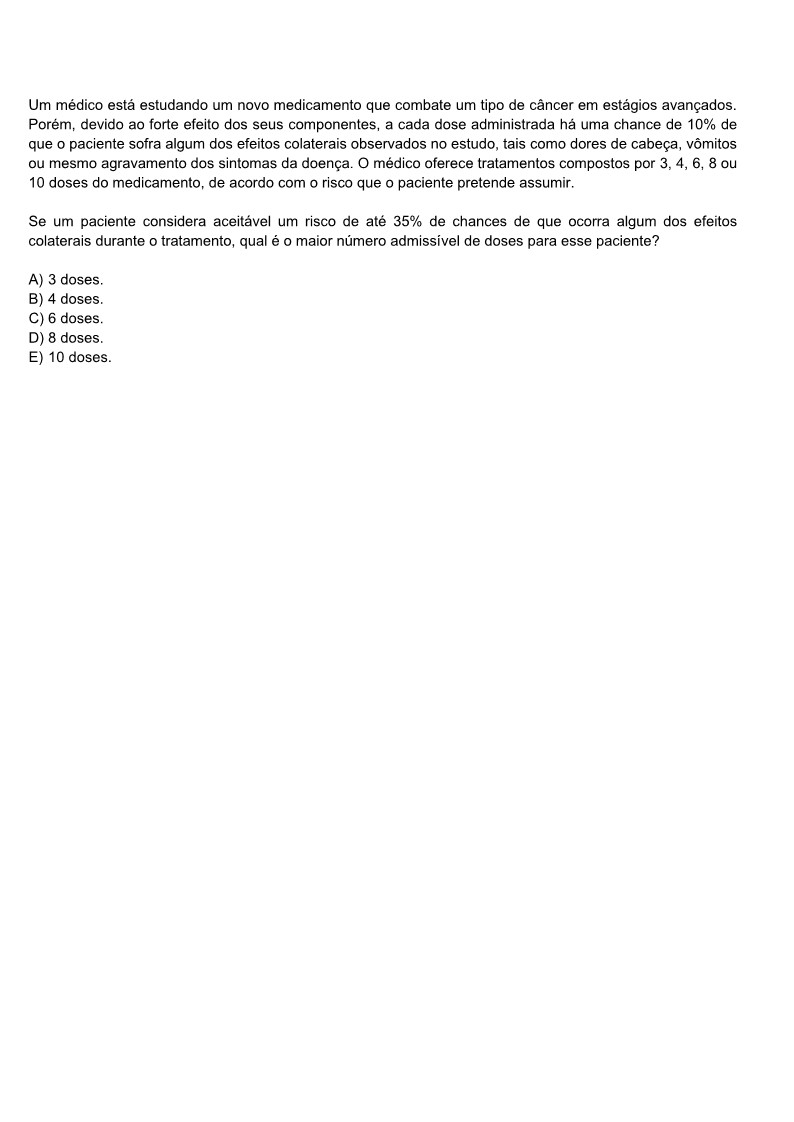 Um médico está estudando um novo medicamento que combate um tipo de câncer em estágios avançados.
Porém, devido ao forte efeito dos seus componentes, a cada dose administrada há uma chance de 10% de
que o paciente sofra algum dos efeitos colaterais observados no estudo, tais como dores de cabeça, vômitos
ou mesmo agravamento dos sintomas da doença. O médico oferece tratamentos compostos por 3, 4, 6, 8 ou
10 doses do medicamento, de acordo com o risco que o paciente pretende assumir.
Se um paciente considera aceitável um risco de até 35% de chances de que ocorra algum dos efeitos
colaterais durante o tratamento, qual é o maior número admissível de doses para esse paciente?
A) 3 doses.
B) 4 doses.
C) 6 doses.
D) 8 doses.
E) 10 doses.